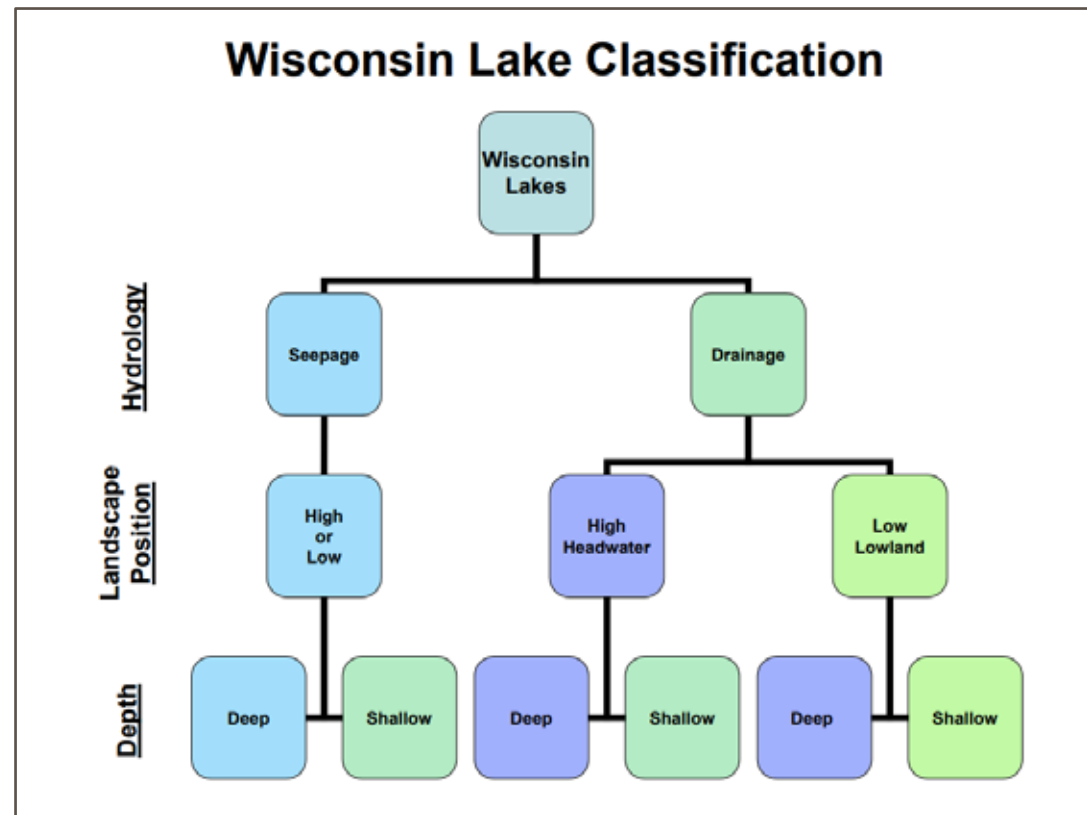 Wisconsin Lake Classification
Wisconsin
Lakes
Hydrology
Seepage
Drainage
Landscape
Position
High
or
Low
High
Headwater
Low
Lowland
Depth
Deep
Shallow
Deep
Shallow
Deep
Shallow